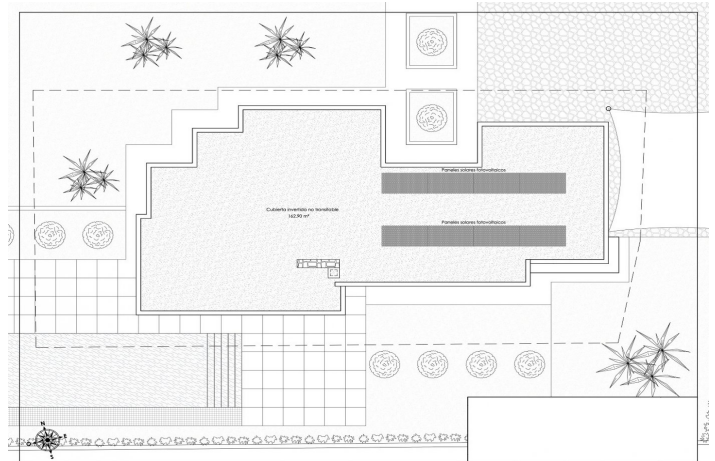 Paneles solares fotovoltaicos
Cubierta invertida no transitable
162,90 m²
Paneles solares fotovoltaicos
N
E
S